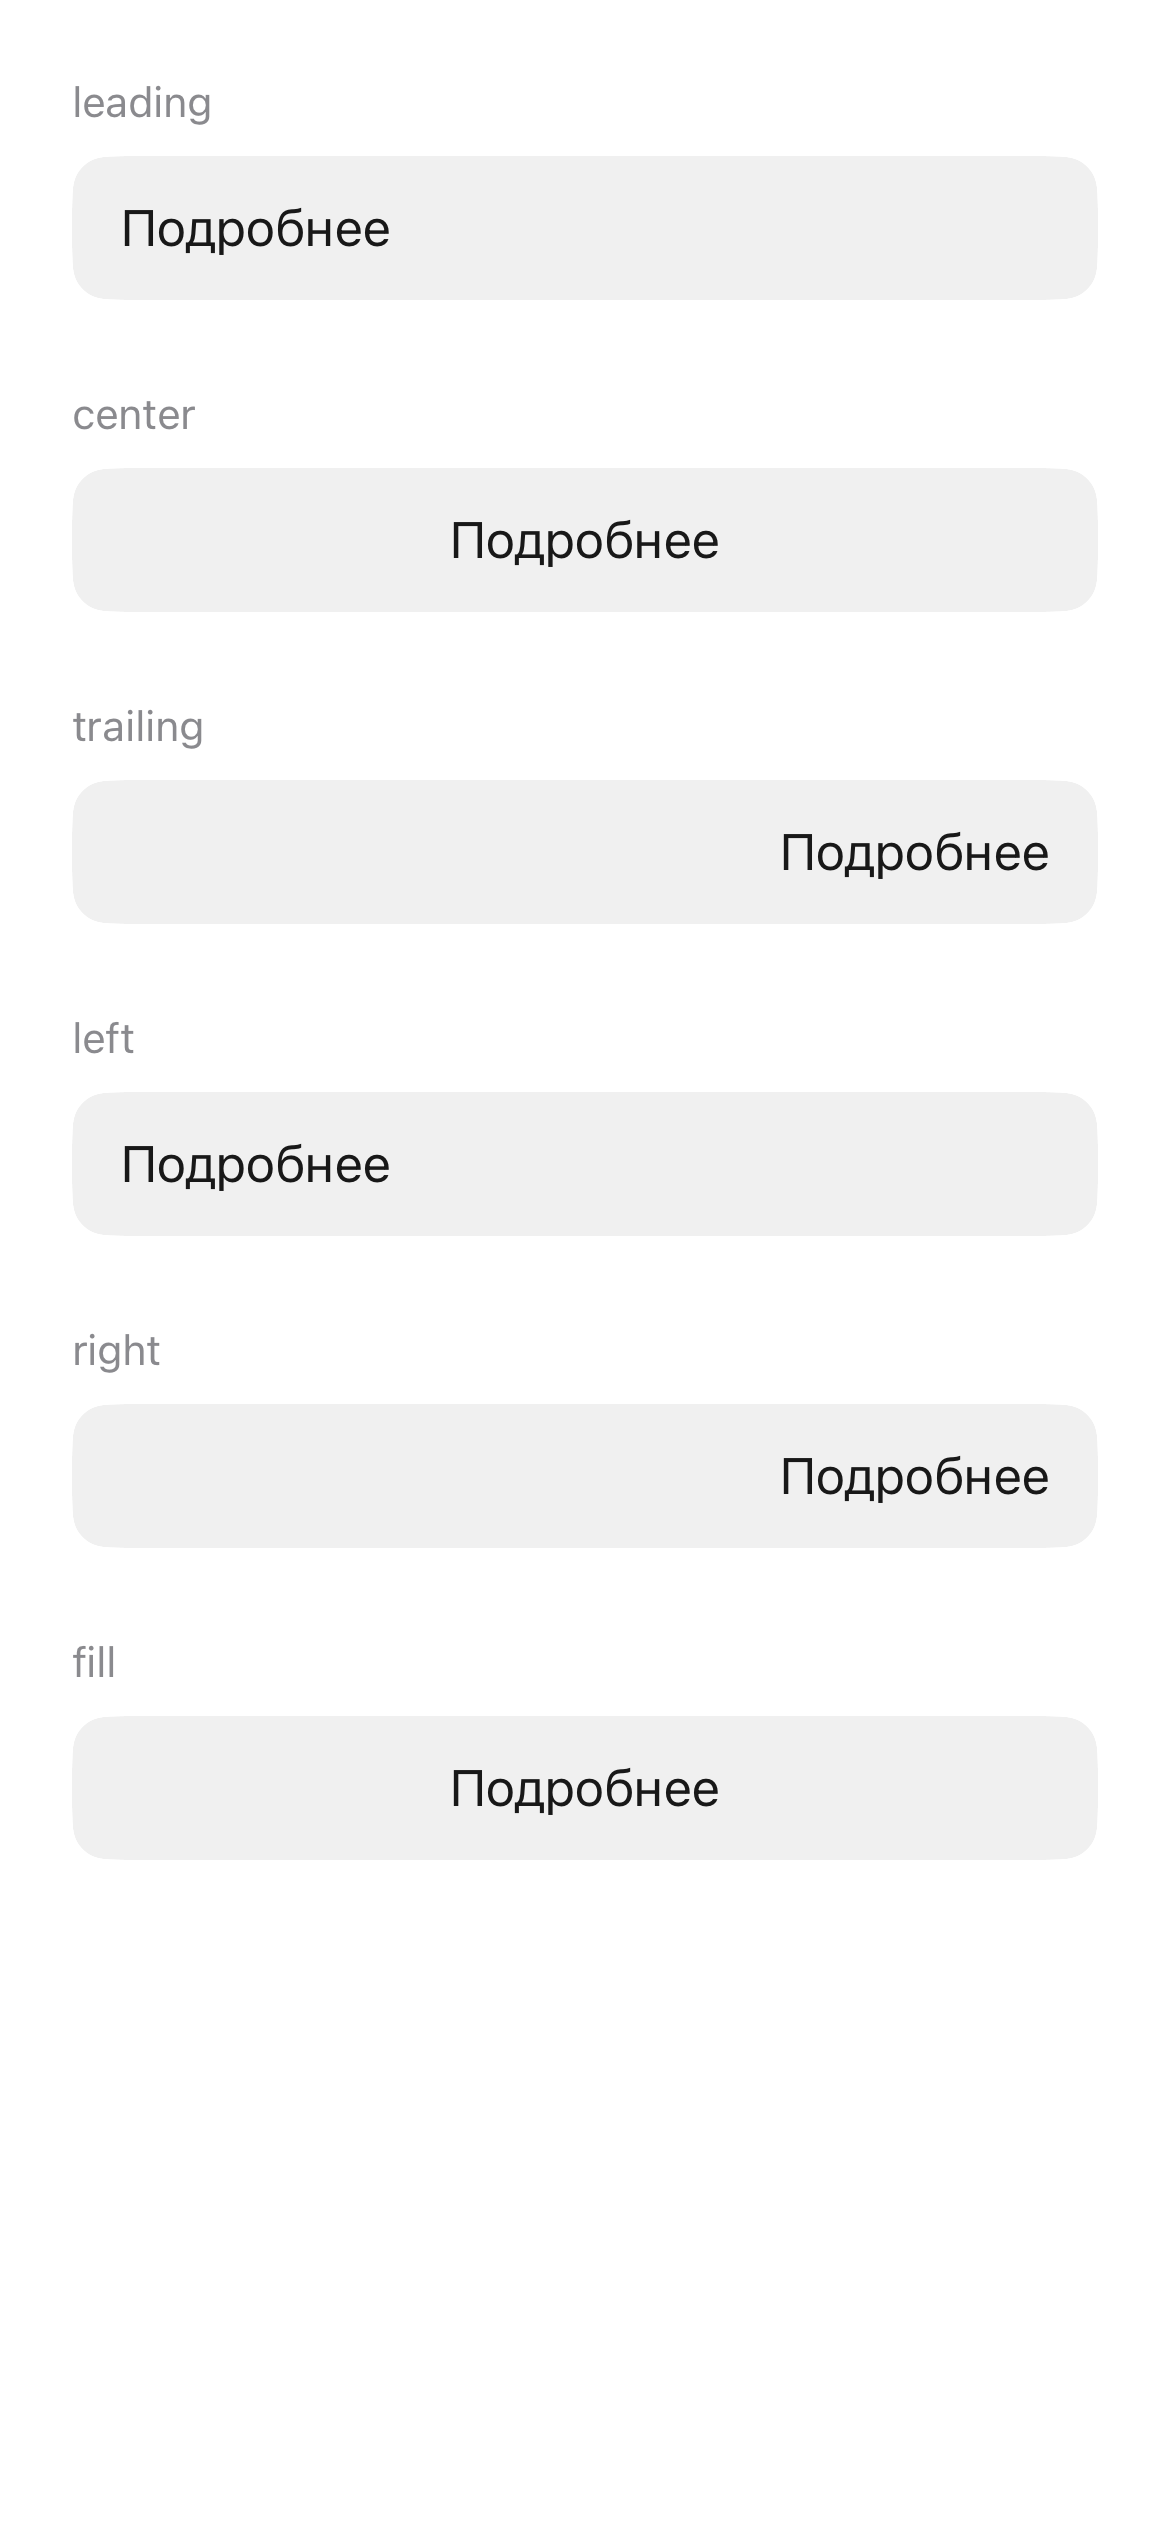 leading
Подробнее
center
Подробнее
trailing
Подробнее
left
Подробнее
right
Подробнее
fill
Подробнее